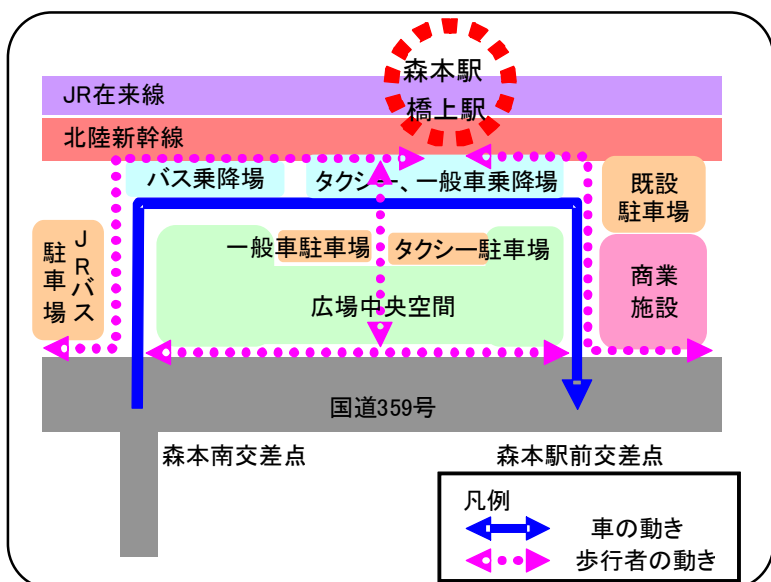 森本駅
橋上駅
JR在来線
北陸新幹線
バス乗降場
タクシー、一般車乗降場
既設
駐車場
JRバス
駐車場
一般車駐車場
タクシー駐車場
商業
施設
広場中央空間
国道359号
森本南交差点
森本駅前交差点
凡例
車の動き
歩行者の動き